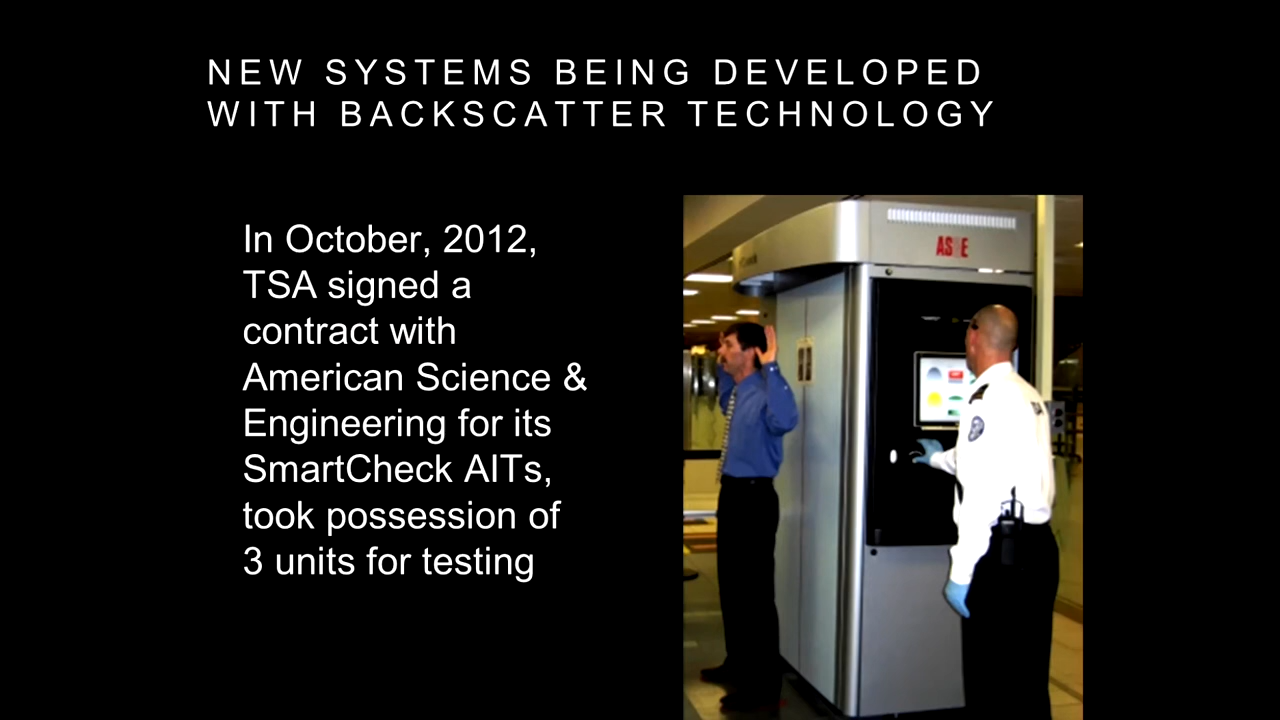 NEW SYSTEMS BEING DEVELOPED
WITH BACKSCATTER TECHNOLOGY
In October, 2012,
TSA signed a
contract with
American Science &
Engineering for its
SmartCheck AITs,
took possession of
3 units for testing
AS&E